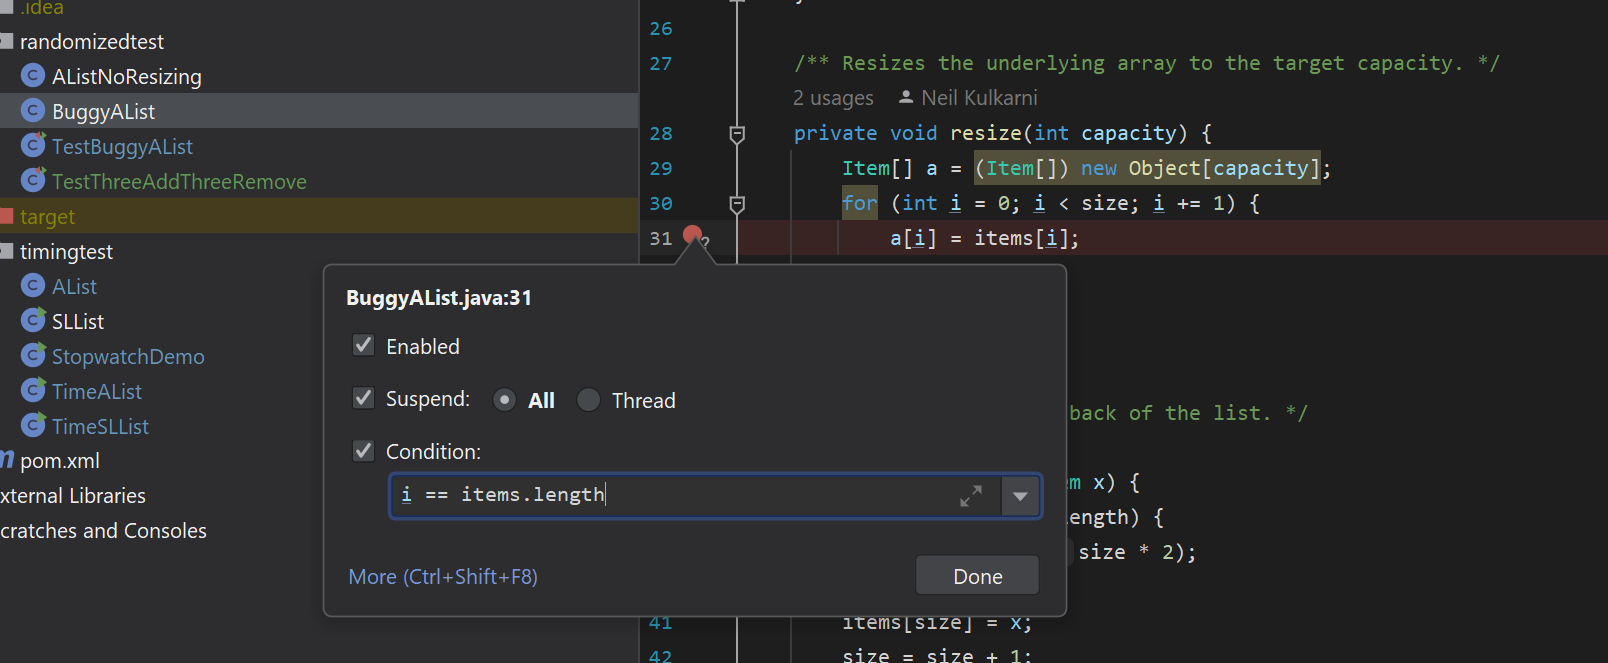 .idea
randomizedtest
AListNoResizing
BuggyAList
TestBuggyAList
TestThreeAddThreeRemove
target
timingtest
AList
SLList
StopwatchDemo
TimeAList
TimeSLList
pom.xml
xternal Libraries
cratches and Consoles
26
27 /** Resizes the underlying array to the target capacity. */
2 usages Neil Kulkarni
28 private void resize(int capacity) {
29 Item[] a = (Item[]) new Object[capacity];
30 for (int i = 0; i < size; i += 1) {
31 ? a[i] = items[i];
BuggyAList.java:31
Enabled
Suspend: All Thread
Condition:
i == items.length
More (Ctrl+Shift+F8) Done
back of the list. */
m x) {
ength) {
size * 2);
41 items[size] = x;
42 size = size + 1;